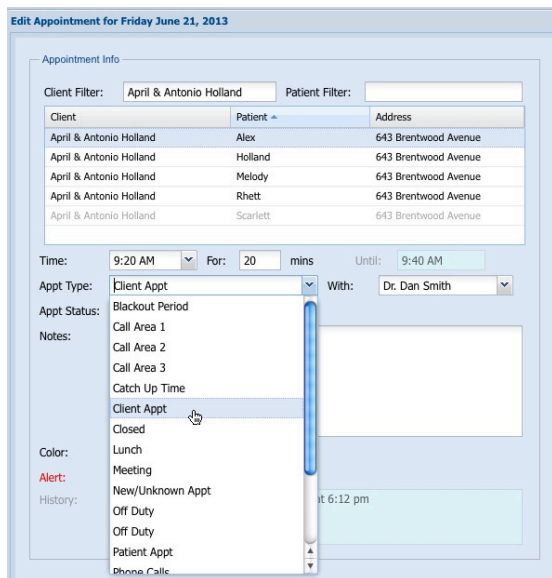 Edit Appointment for Friday June 21, 2013
Appointment Info
Client Filter: April & Antonio Holland Patient Filter:
Client Patient Address
April & Antonio Holland Alex 643 Brentwood Avenue
April & Antonio Holland Holland 643 Brentwood Avenue
April & Antonio Holland Melody 643 Brentwood Avenue
April & Antonio Holland Rhett 643 Brentwood Avenue
April & Antonio Holland Scarlett 643 Brentwood Avenue
Time: 9:20 AM For: 20 mins Until: 9:40 AM
Appt Type: Client Appt With: Dr. Dan Smith
Appt Status:
Blackout Period
Call Area 1
Notes:
Call Area 2
Call Area 3
Catch Up Time
Client Appt
Closed
Color:
Lunch
Meeting
Alert:
New/Unknown Appt
History:
at 6:12 pm
Off Duty
Off Duty
Patient Appt
Phone Calls